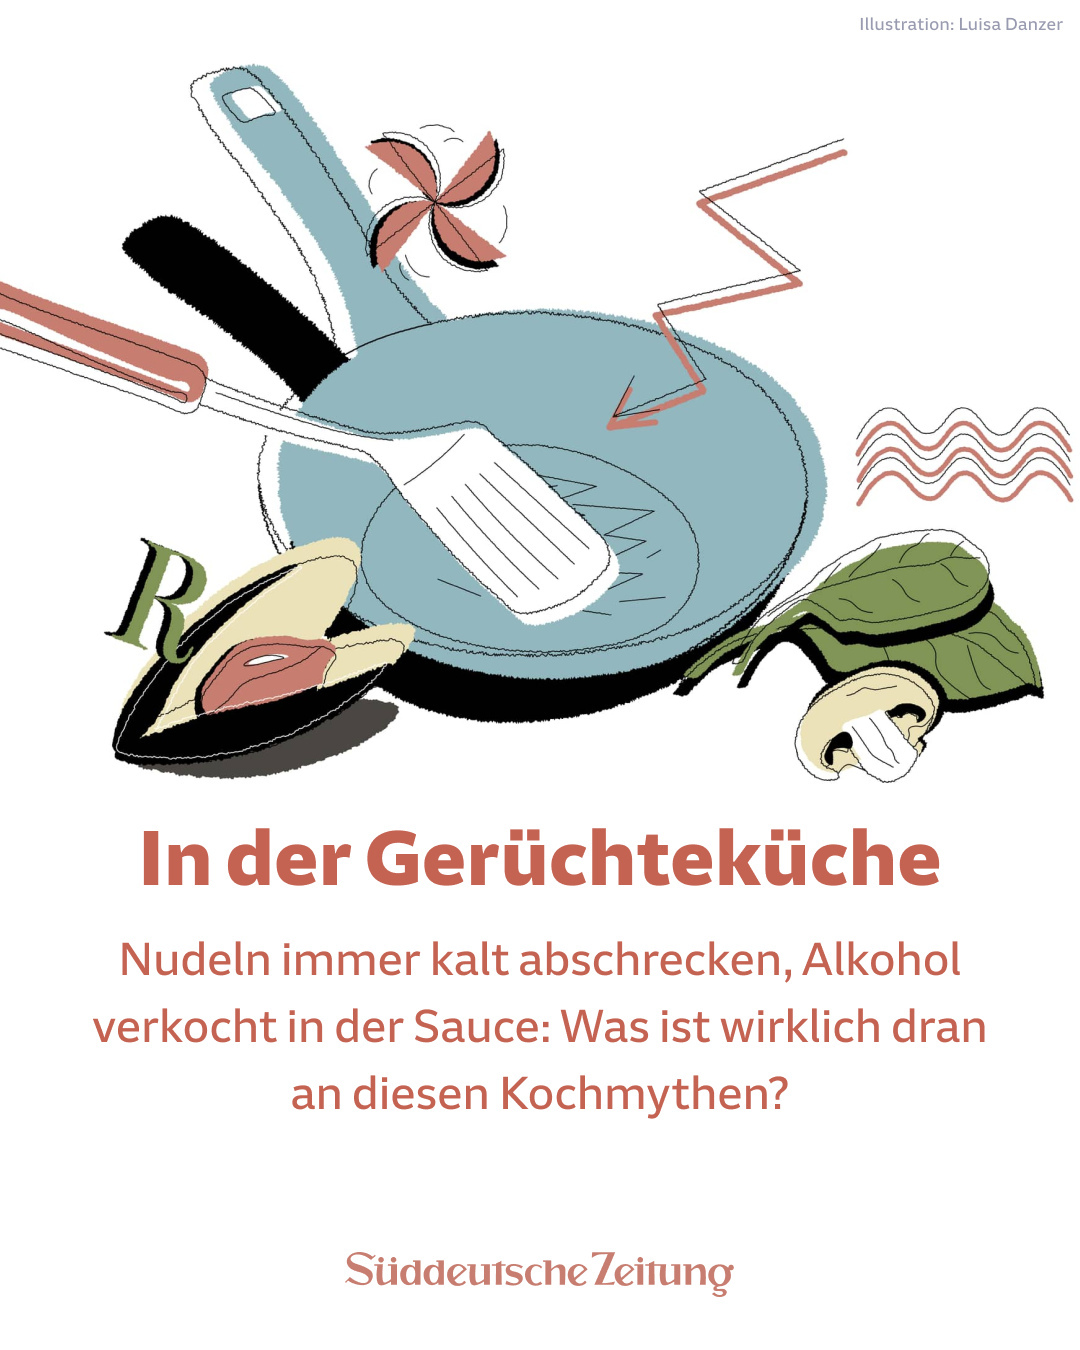 Illustration: Luisa Danzer
R
In der Gerüchteküche
Nudeln immer kalt abschrecken, Alkohol
verkocht in der Sauce: Was ist wirklich dran
an diesen Kochmythen?
Süddeutsche Zeitung